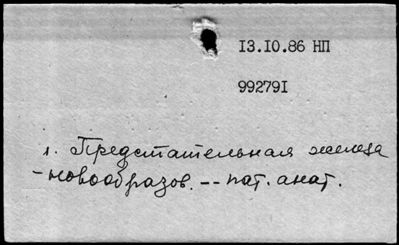 13.10.86 НП
992791
1. Предстательная железа
- новообразов. -- пат. анат.